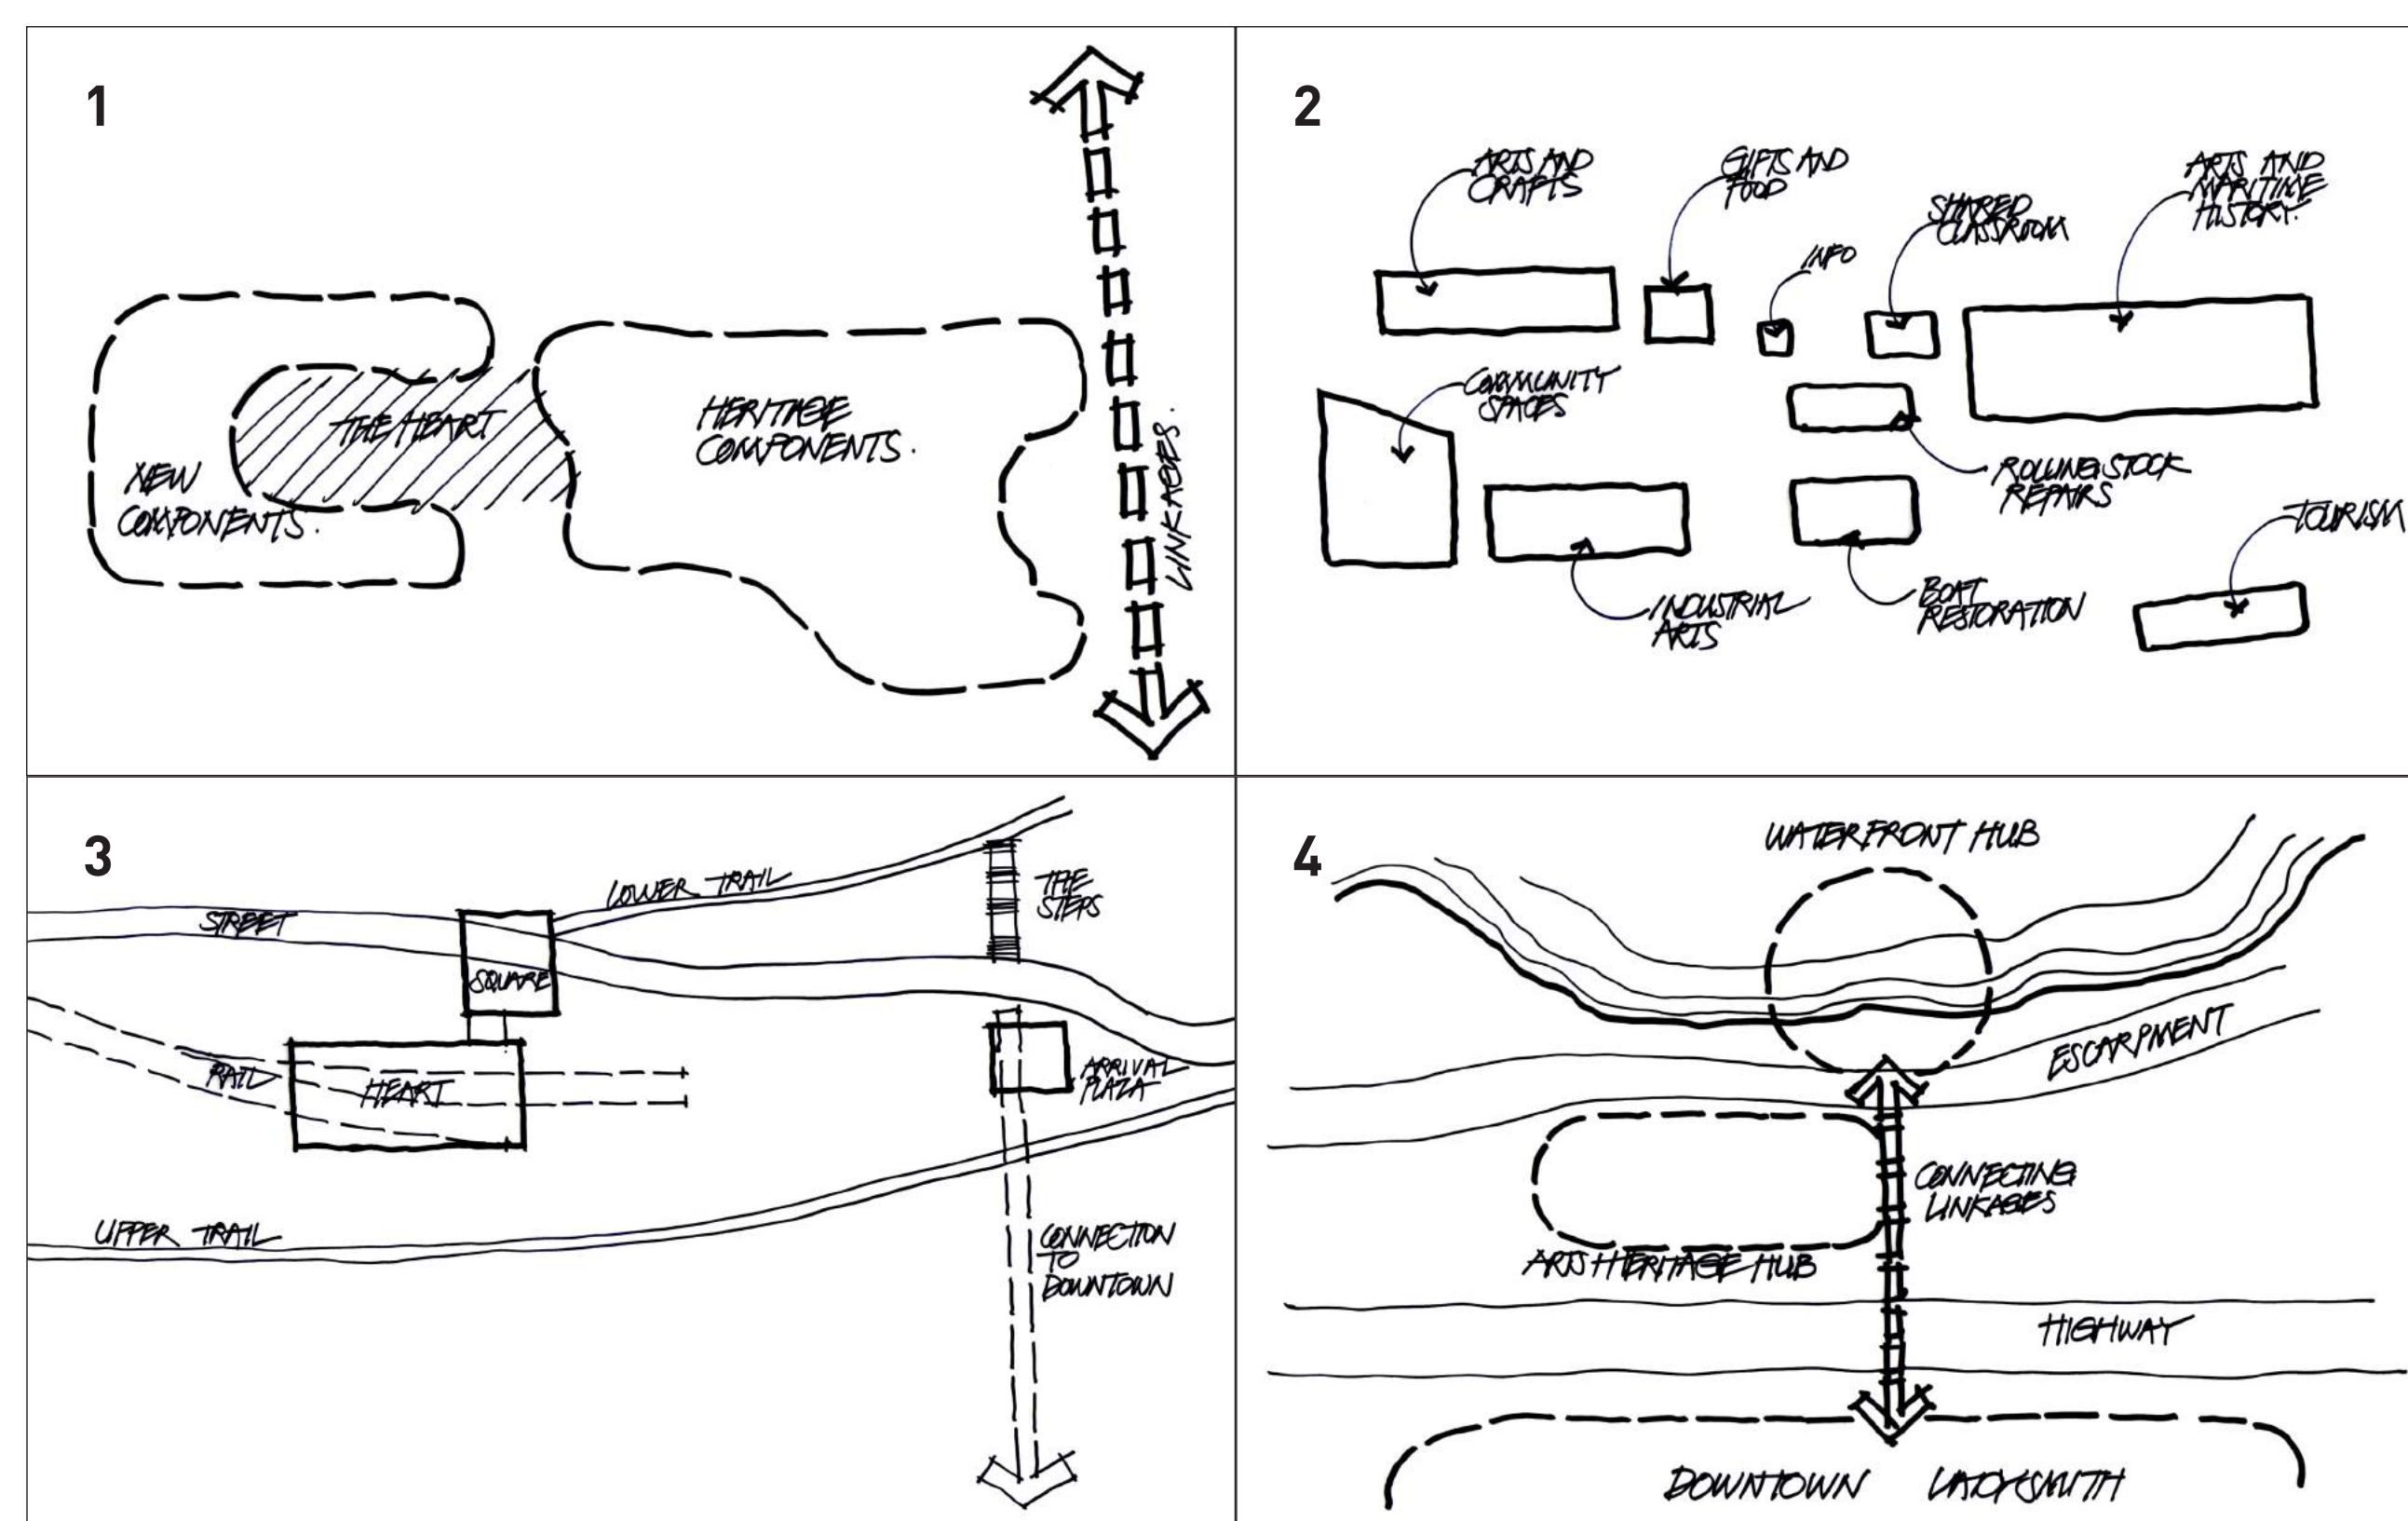 1
THE HEART
HERITAGE
COMPONENTS.
NEW
COMPONENTS.
LINKAGES.
2
ARTS AND
CRAFTS
GIFTS AND
FOOD
INFO
SHARED
CLASSROOM
ARTS AND
MARITIME
HISTORY.
COMMUNITY
SPACES
ROLLING STOCK
REPAIRS
TOURISM
INDUSTRIAL
ARTS
BOAT
RESTORATION
3
STREET
LOWER TRAIL
THE
STEPS
SQUARE
RAIL
HEART
ARRIVAL
PLAZA
UPPER TRAIL
CONNECTION
TO
DOWNTOWN
4
WATERFRONT HUB
ESCARPMENT
CONNECTING
LINKAGES
ARTS HERITAGE HUB
HIGHWAY
DOWNTOWN LADYSMITH